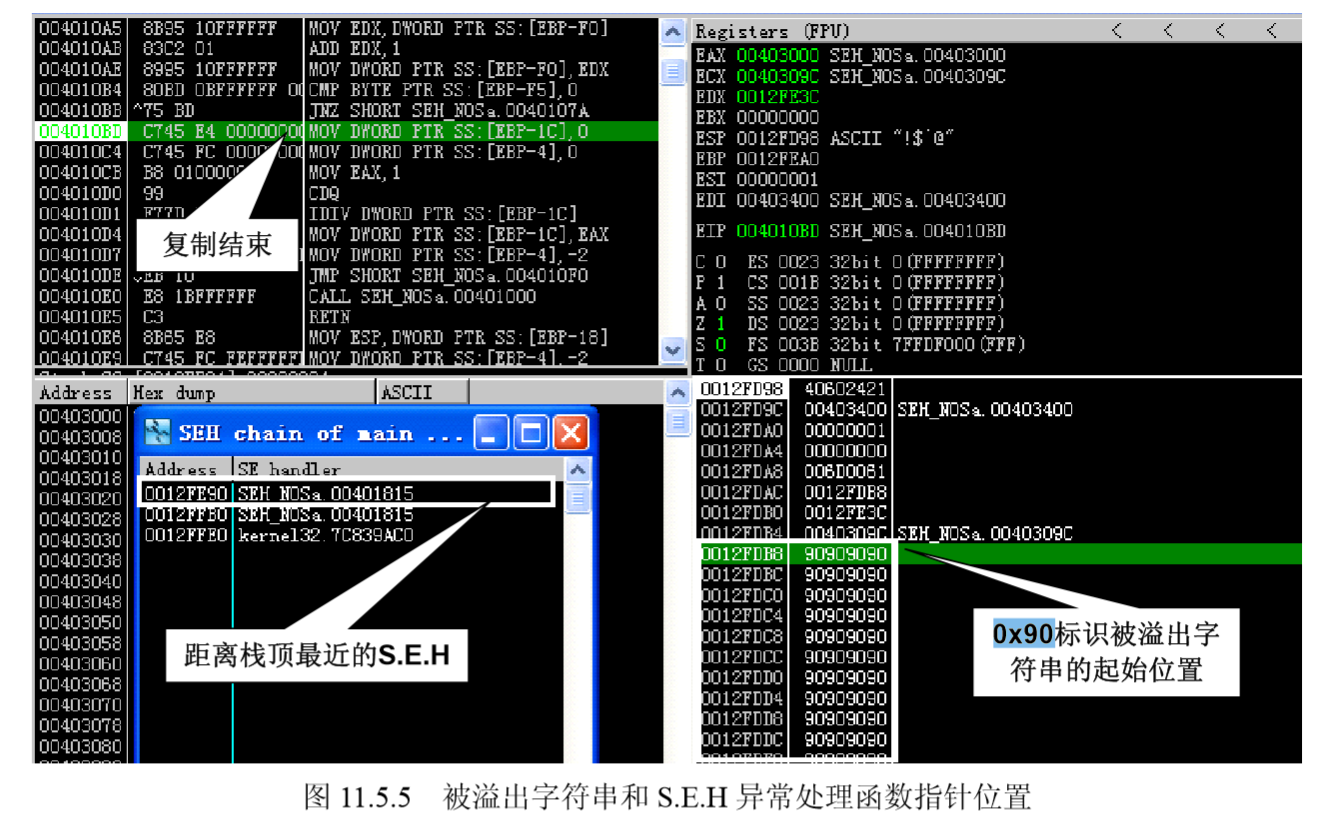 004010A5 8B95 10FFFFFF MOV EDX,DWORD PTR SS:[EBP-F0]
004010AB 83C2 01 ADD EDX,1
004010AE 8995 10FFFFFF MOV DWORD PTR SS:[EBP-F0],EDX
004010B4 80BD 0BFFFFFF 0 CMP BYTE PTR SS:[EBP-F5],0
004010BB ^75 BD JNZ SHORT SEH_NOSa.0040107A
004010BD C745 E4 00000000 MOV DWORD PTR SS:[EBP-1C],0
004010C4 C745 FC 0000 000 MOV DWORD PTR SS:[EBP-4],0
004010CB B8 0100000 MOV EAX,1
004010D0 99 CDQ
004010D1 F77D IDIV DWORD PTR SS:[EBP-1C]
004010D4 MOV DWORD PTR SS:[EBP-1C],EAX
004010D7 MOV DWORD PTR SS:[EBP-4],-2
004010DE EB 10 JMP SHORT SEH_NOSa.004010F0
004010E0 E8 1BFFFFFF CALL SEH_NOSa.00401000
004010E5 C3 RETN
004010E6 8B65 E8 MOV ESP,DWORD PTR SS:[EBP-18]
004010E9 C745 FC FEFFFFFF MOV DWORD PTR SS:[EBP-4],-2
复制结束
Registers (FPU) < < < <
EAX 00403000 SEH_NOSa.00403000
ECX 0040309C SEH_NOSa.0040309C
EDX 0012FE3C
EBX 00000000
ESP 0012FD98 ASCII "!$`@"
EBP 0012FEA0
ESI 00000001
EDI 00403400 SEH_NOSa.00403400
EIP 004010BD SEH_NOSa.004010BD
C 0 ES 0023 32bit 0(FFFFFFFF)
P 1 CS 001B 32bit 0(FFFFFFFF)
A 0 SS 0023 32bit 0(FFFFFFFF)
Z 1 DS 0023 32bit 0(FFFFFFFF)
S 0 FS 003B 32bit 7FFDF000(FFF)
T 0 GS 0000 NULL
Address Hex dump ASCII
00403000
00403008
00403010
00403018
00403020
00403028
00403030
00403038
00403040
00403048
00403050
00403058
00403060
00403068
00403070
00403078
00403080
SEH chain of main ...
Address SE handler
0012FE90 SEH_NOSa.00401815
0012FFB0 SEH_NOSa.00401815
0012FFE0 kernel32.7C839AC0
距离栈顶最近的S.E.H
0012FD98 40602421
0012FD9C 00403400 SEH_NOSa.00403400
0012FDA0 00000001
0012FDA4 00000000
0012FDA8 006D0061
0012FDAC 0012FDB8
0012FDB0 0012FE3C
0012FDB4 0040309C SEH_NOSa.0040309C
0012FDB8 90909090
0012FDBC 90909090
0012FDC0 90909090
0012FDC4 90909090
0012FDC8 90909090
0012FDCC 90909090
0012FDD0 90909090
0012FDD4 90909090
0012FDD8 90909090
0012FDDC 90909090
0x90标识被溢出字
符串的起始位置
图 11.5.5 被溢出字符串和 S.E.H 异常处理函数指针位置